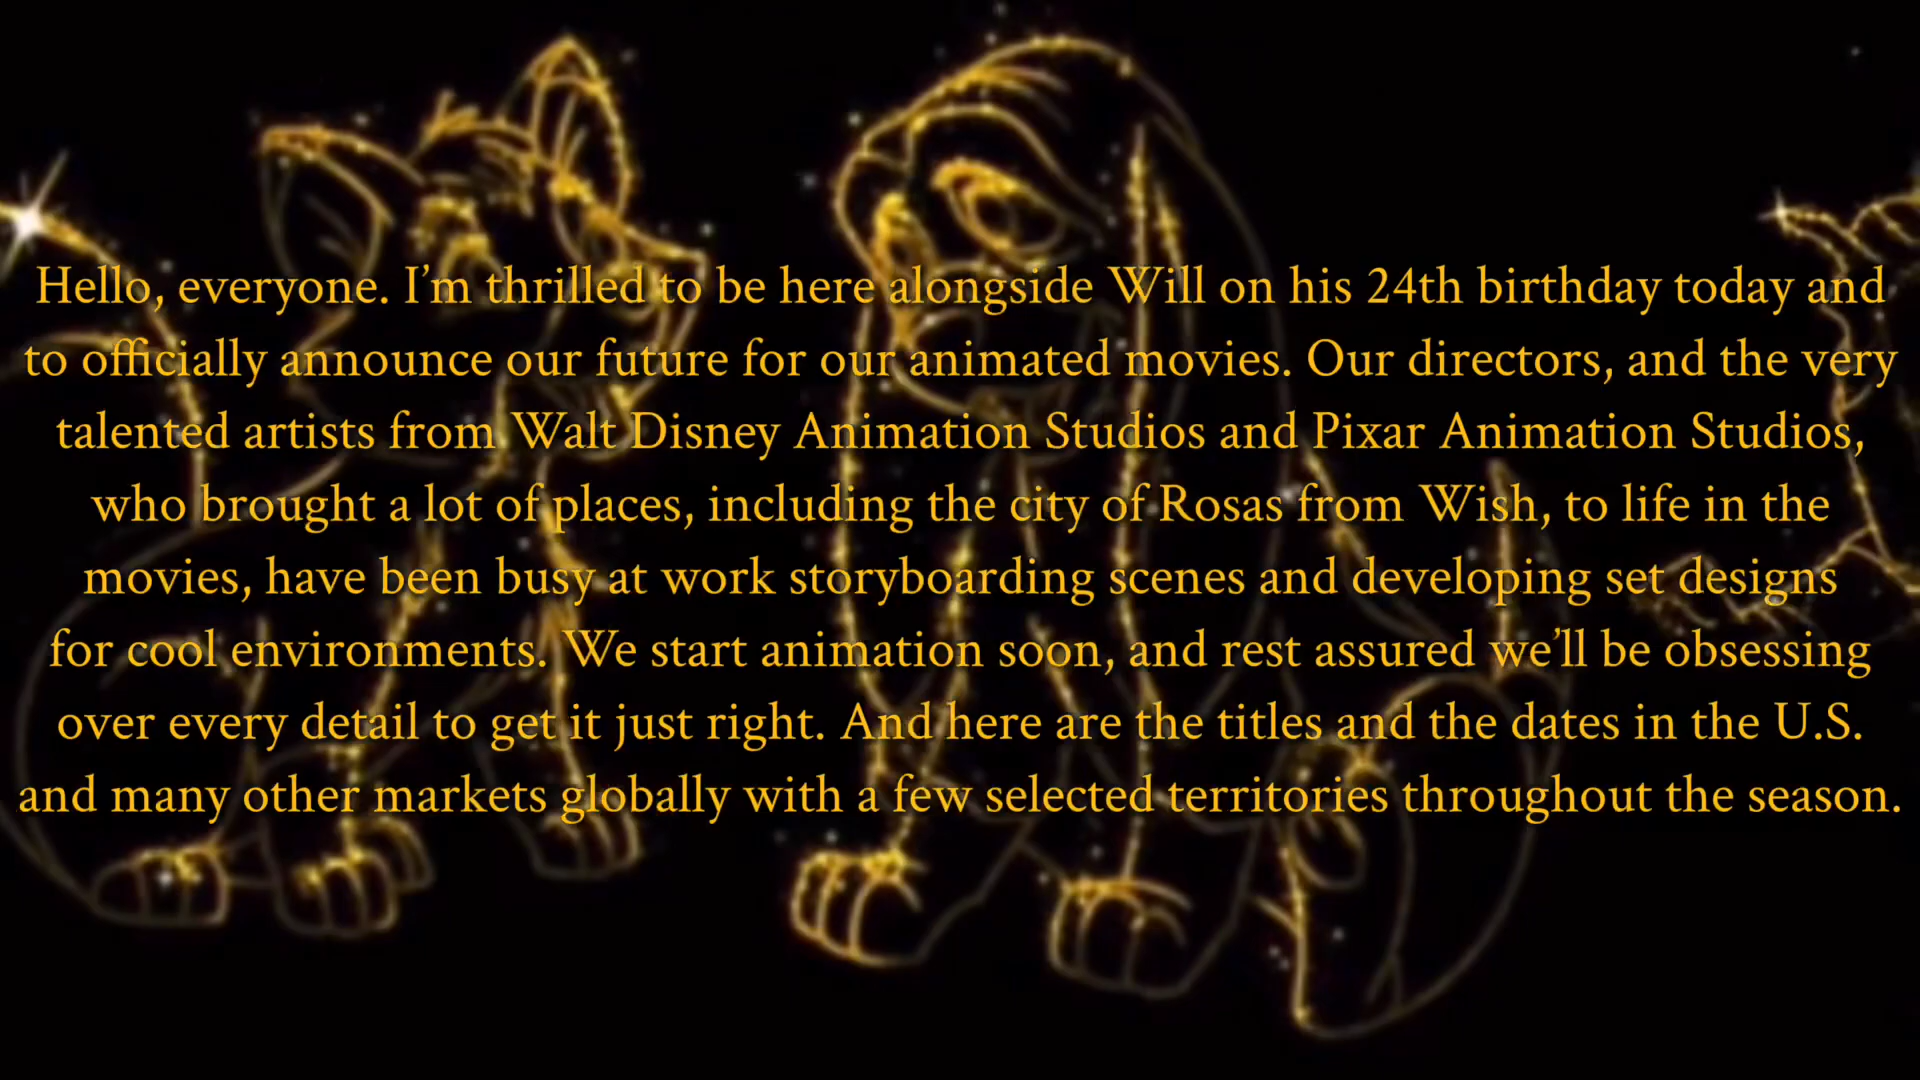 Hello, everyone. I’m thrilled to be here alongside Will on his 24th birthday today and
to officially announce our future for our animated movies. Our directors, and the very
talented artists from Walt Disney Animation Studios and Pixar Animation Studios,
who brought a lot of places, including the city of Rosas from Wish, to life in the
movies, have been busy at work storyboarding scenes and developing set designs
for cool environments. We start animation soon, and rest assured we’ll be obsessing
over every detail to get it just right. And here are the titles and the dates in the U.S.
and many other markets globally with a few selected territories throughout the season.